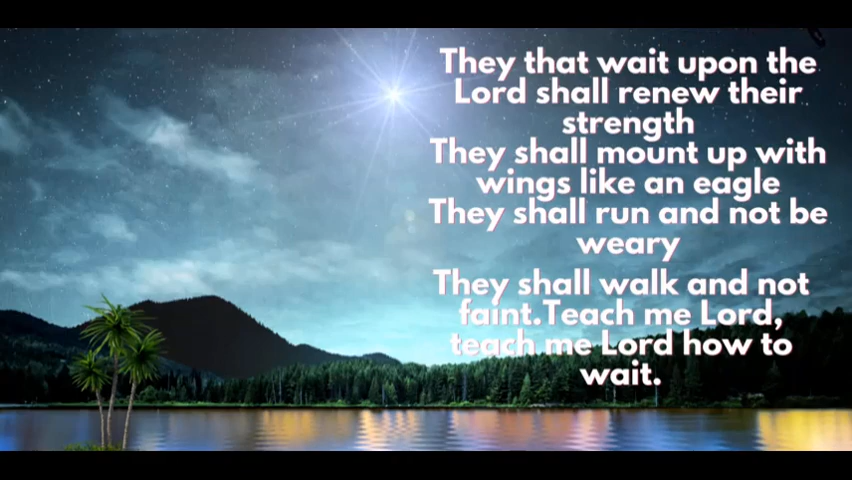 They that wait upon the
Lord shall renew their
strength
They shall mount up with
wings like an eagle
They shall run and not be
weary
They shall walk and not
faint.Teach me Lord,
teach me Lord how to
wait.